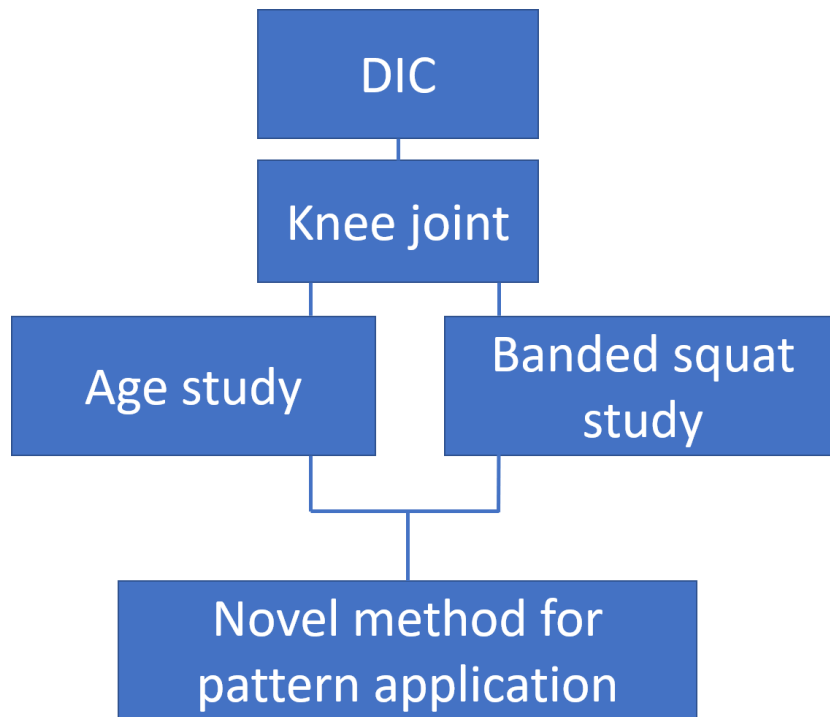 DIC
Knee joint
Age study
Banded squat
study
Novel method for
pattern application